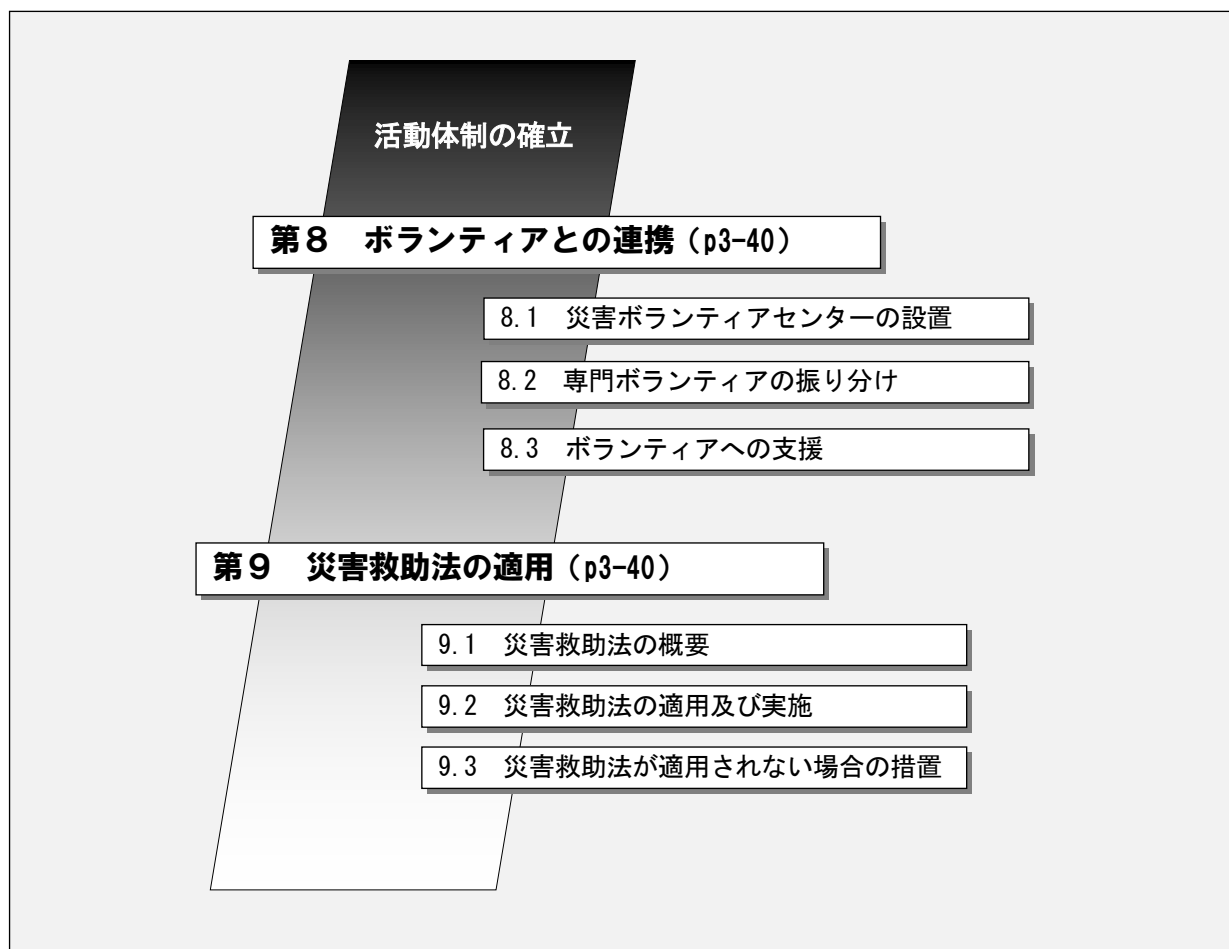 活動体制の確立
第８　ボランティアとの連携（p3-40）
8.1　災害ボランティアセンターの設置
8.2　専門ボランティアの振り分け
8.3　ボランティアへの支援
第９　災害救助法の適用（p3-40）
9.1　災害救助法の概要
9.2　災害救助法の適用及び実施
9.3　災害救助法が適用されない場合の措置